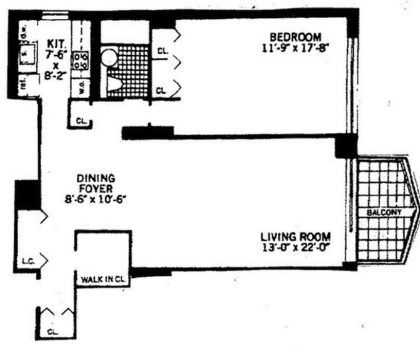 d.w.
KIT.
7'-6"
x
8'-2"
s.
ref.
w.o.
CL.
CL.
CL.
BEDROOM
11'-9" x 17'-8"
DINING
FOYER
8'-6" x 10'-6"
BALCONY
LIVING ROOM
13'-0" x 22'-0"
L.C.
WALK IN CL.
CL.